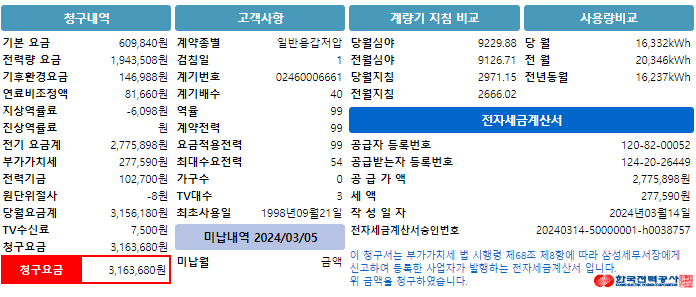 청구내역
기본 요금 609,840원
전력량 요금 1,943,508원
기후환경요금 146,988원
연료비조정액 81,660원
지상역률료 -6,098원
진상역률료 원
전기 요금계 2,775,898원
부가가치세 277,590원
전력기금 102,700원
원단위절사 -8원
당월요금계 3,156,180원
TV수신료 7,500원
청구요금 3,163,680원
청구요금 3,163,680원
고객사항
계약종별 일반용갑저압
검침일 1
계기번호 02460006661
계기배수 40
역율 99
계약전력 99
요금적용전력 99
최대수요전력 54
가구수 0
TV대수 3
최초사용일 1998년09월21일
미납내역 2024/03/05
미납월 금액
계량기 지침 비교
당월심야 9229.88
전월심야 9126.71
당월지침 2971.15
전월지침 2666.02
사용량비교
당 월 16,332kWh
전 월 20,346kWh
전년동월 16,237kWh
전자세금계산서
공급자 등록번호 120-82-00052
공급받는자 등록번호 124-20-26449
공 급 가 액 2,775,898원
세 액 277,590원
작 성 일 자 2024년03월14일
전자세금계산서승인번호 20240314-50000001-h0038757
이 청구서는 부가가치세 법 시행령 제68조 제8항에 따라 삼성세무서장에게
신고하여 등록한 사업자가 발행하는 전자세금계산서 입니다.
위 금액을 청구하였습니다.
한국전력공사